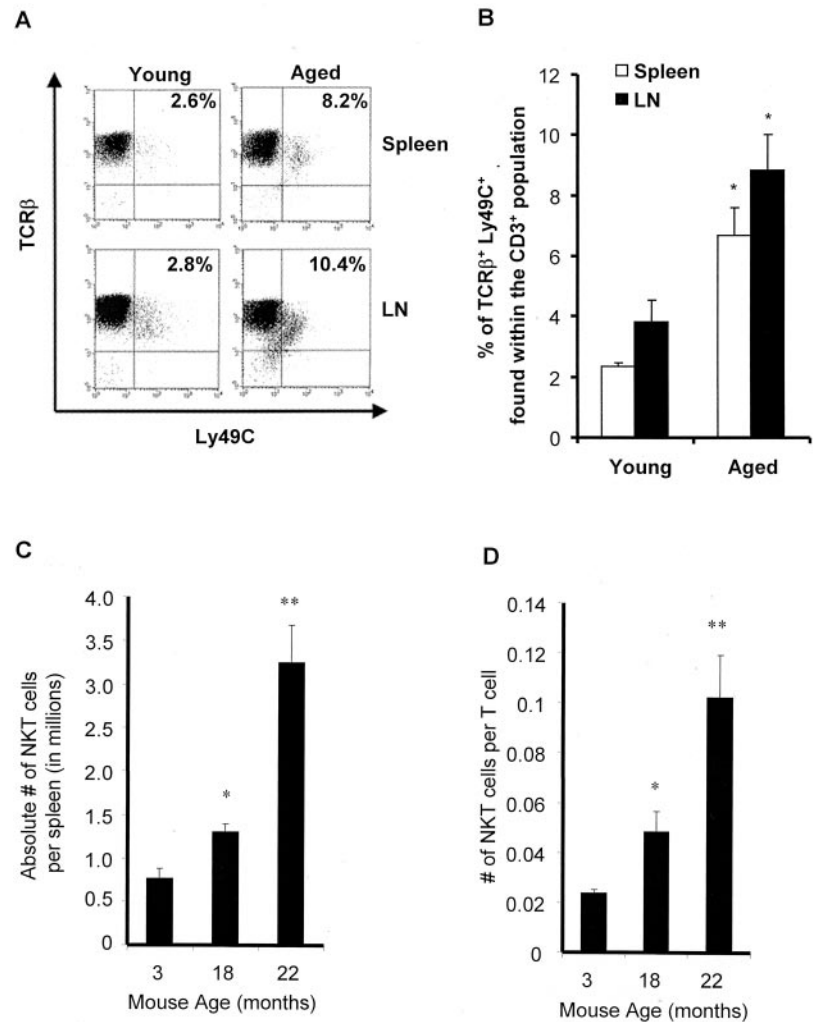 A
Young
Aged
2.6%
8.2%
Spleen
2.8%
10.4%
LN
TCRβ
Ly49C
B
Spleen
LN
% of TCRβ⁺ Ly49C⁺
found within the CD3⁺ population
12
10
8
6
4
2
0
*
*
Young
Aged
C
Absolute # of NKT cells
per spleen (in millions)
4.0
3.5
3.0
2.5
2.0
1.5
1.0
0.5
0
*
**
3
18
22
Mouse Age (months)
D
# of NKT cells per T cell
0.14
0.12
0.1
0.08
0.06
0.04
0.02
0
*
**
3
18
22
Mouse Age (months)